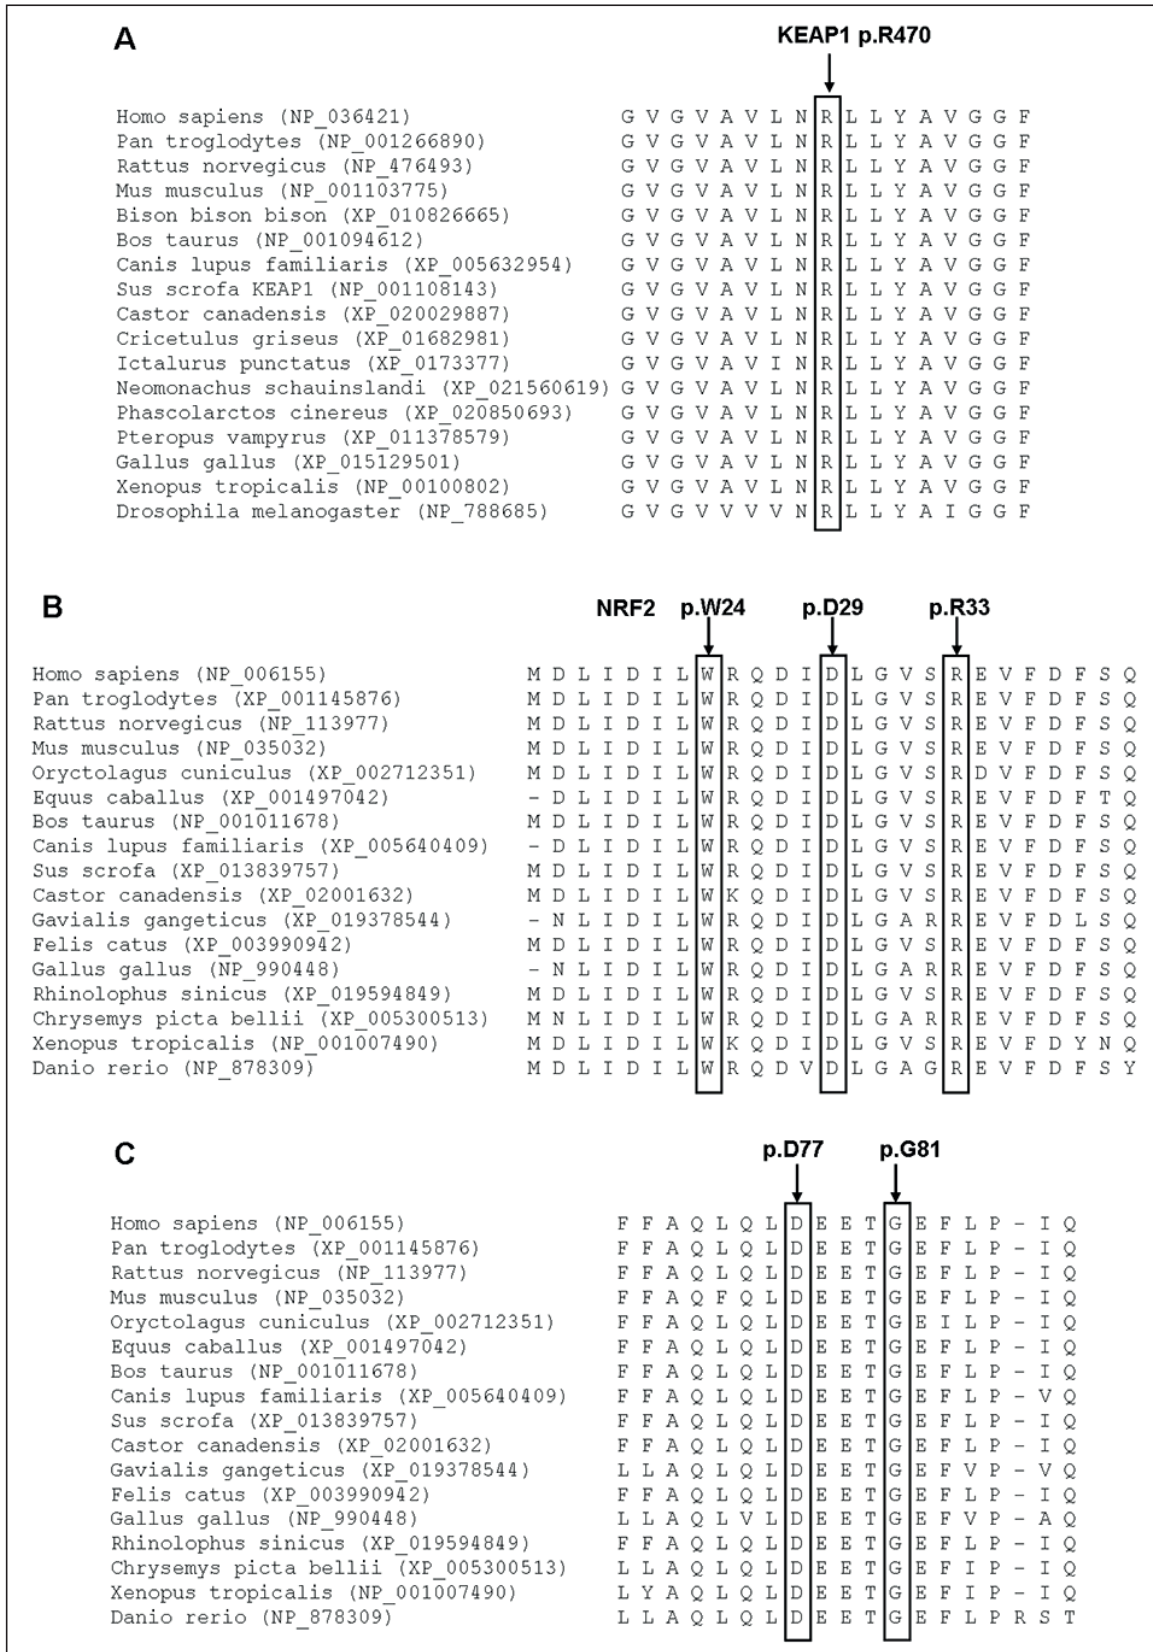 A
KEAP1 p.R470
Homo sapiens (NP_036421) G V G V A V L N R L L Y A V G G F
Pan troglodytes (NP_001266890) G V G V A V L N R L L Y A V G G F
Rattus norvegicus (NP_476493) G V G V A V L N R L L Y A V G G F
Mus musculus (NP_001103775) G V G V A V L N R L L Y A V G G F
Bison bison bison (XP_010826665) G V G V A V L N R L L Y A V G G F
Bos taurus (NP_001094612) G V G V A V L N R L L Y A V G G F
Canis lupus familiaris (XP_005632954) G V G V A V L N R L L Y A V G G F
Sus scrofa KEAP1 (NP_001108143) G V G V A V L N R L L Y A V G G F
Castor canadensis (XP_020029887) G V G V A V L N R L L Y A V G G F
Cricetulus griseus (XP_01682981) G V G V A V L N R L L Y A V G G F
Ictalurus punctatus (XP_0173377) G V G V A V I N R L L Y A V G G F
Neomonachus schauinslandi (XP_021560619) G V G V A V L N R L L Y A V G G F
Phascolarctos cinereus (XP_020850693) G V G V A V L N R L L Y A V G G F
Pteropus vampyrus (XP_011378579) G V G V A V L N R L L Y A V G G F
Gallus gallus (XP_015129501) G V G V A V L N R L L Y A V G G F
Xenopus tropicalis (NP_00100802) G V G V A V L N R L L Y A V G G F
Drosophila melanogaster (NP_788685) G V G V V V V N R L L Y A I G G F
B
NRF2 p.W24 p.D29 p.R33
Homo sapiens (NP_006155) M D L I D I L W R Q D I D L G V S R E V F D F S Q
Pan troglodytes (XP_001145876) M D L I D I L W R Q D I D L G V S R E V F D F S Q
Rattus norvegicus (NP_113977) M D L I D I L W R Q D I D L G V S R E V F D F S Q
Mus musculus (NP_035032) M D L I D I L W R Q D I D L G V S R E V F D F S Q
Oryctolagus cuniculus (XP_002712351) M D L I D I L W R Q D I D L G V S R D V F D F S Q
Equus caballus (XP_001497042) - D L I D I L W R Q D I D L G V S R E V F D F T Q
Bos taurus (NP_001011678) M D L I D I L W R Q D I D L G V S R E V F D F S Q
Canis lupus familiaris (XP_005640409) - D L I D I L W R Q D I D L G V S R E V F D F S Q
Sus scrofa (XP_013839757) M D L I D I L W R Q D I D L G V S R E V F D F S Q
Castor canadensis (XP_02001632) M D L I D I L W K Q D I D L G V S R E V F D F S Q
Gavialis gangeticus (XP_019378544) - N L I D I L W R Q D I D L G A R R E V F D L S Q
Felis catus (XP_003990942) M D L I D I L W R Q D I D L G V S R E V F D F S Q
Gallus gallus (NP_990448) - N L I D I L W R Q D I D L G A R R E V F D F S Q
Rhinolophus sinicus (XP_019594849) M D L I D I L W R Q D I D L G V S R E V F D F S Q
Chrysemys picta bellii (XP_005300513) M N L I D I L W R Q D I D L G A R R E V F D F S Q
Xenopus tropicalis (NP_001007490) M D L I D I L W K Q D I D L G V S R E V F D Y N Q
Danio rerio (NP_878309) M D L I D I L W R Q D V D L G A G R E V F D F S Y
C
p.D77 p.G81
Homo sapiens (NP_006155) F F A Q L Q L D E E T G E F L P - I Q
Pan troglodytes (XP_001145876) F F A Q L Q L D E E T G E F L P - I Q
Rattus norvegicus (NP_113977) F F A Q L Q L D E E T G E F L P - I Q
Mus musculus (NP_035032) F F A Q F Q L D E E T G E F L P - I Q
Oryctolagus cuniculus (XP_002712351) F F A Q L Q L D E E T G E I L P - I Q
Equus caballus (XP_001497042) F F A Q L Q L D E E T G E F L P - I Q
Bos taurus (NP_001011678) F F A Q L Q L D E E T G E F L P - I Q
Canis lupus familiaris (XP_005640409) F F A Q L Q L D E E T G E F L P - V Q
Sus scrofa (XP_013839757) F F A Q L Q L D E E T G E F L P - I Q
Castor canadensis (XP_02001632) F F A Q L Q L D E E T G E F L P - I Q
Gavialis gangeticus (XP_019378544) L L A Q L Q L D E E T G E F V P - V Q
Felis catus (XP_003990942) F F A Q L Q L D E E T G E F L P - I Q
Gallus gallus (NP_990448) L L A Q L V L D E E T G E F V P - A Q
Rhinolophus sinicus (XP_019594849) F F A Q L Q L D E E T G E F L P - I Q
Chrysemys picta bellii (XP_005300513) L L A Q L Q L D E E T G E F I P - I Q
Xenopus tropicalis (NP_001007490) L Y A Q L Q L D E E T G E F I P - I Q
Danio rerio (NP_878309) L L A Q L Q L D E E T G E F L P R S T